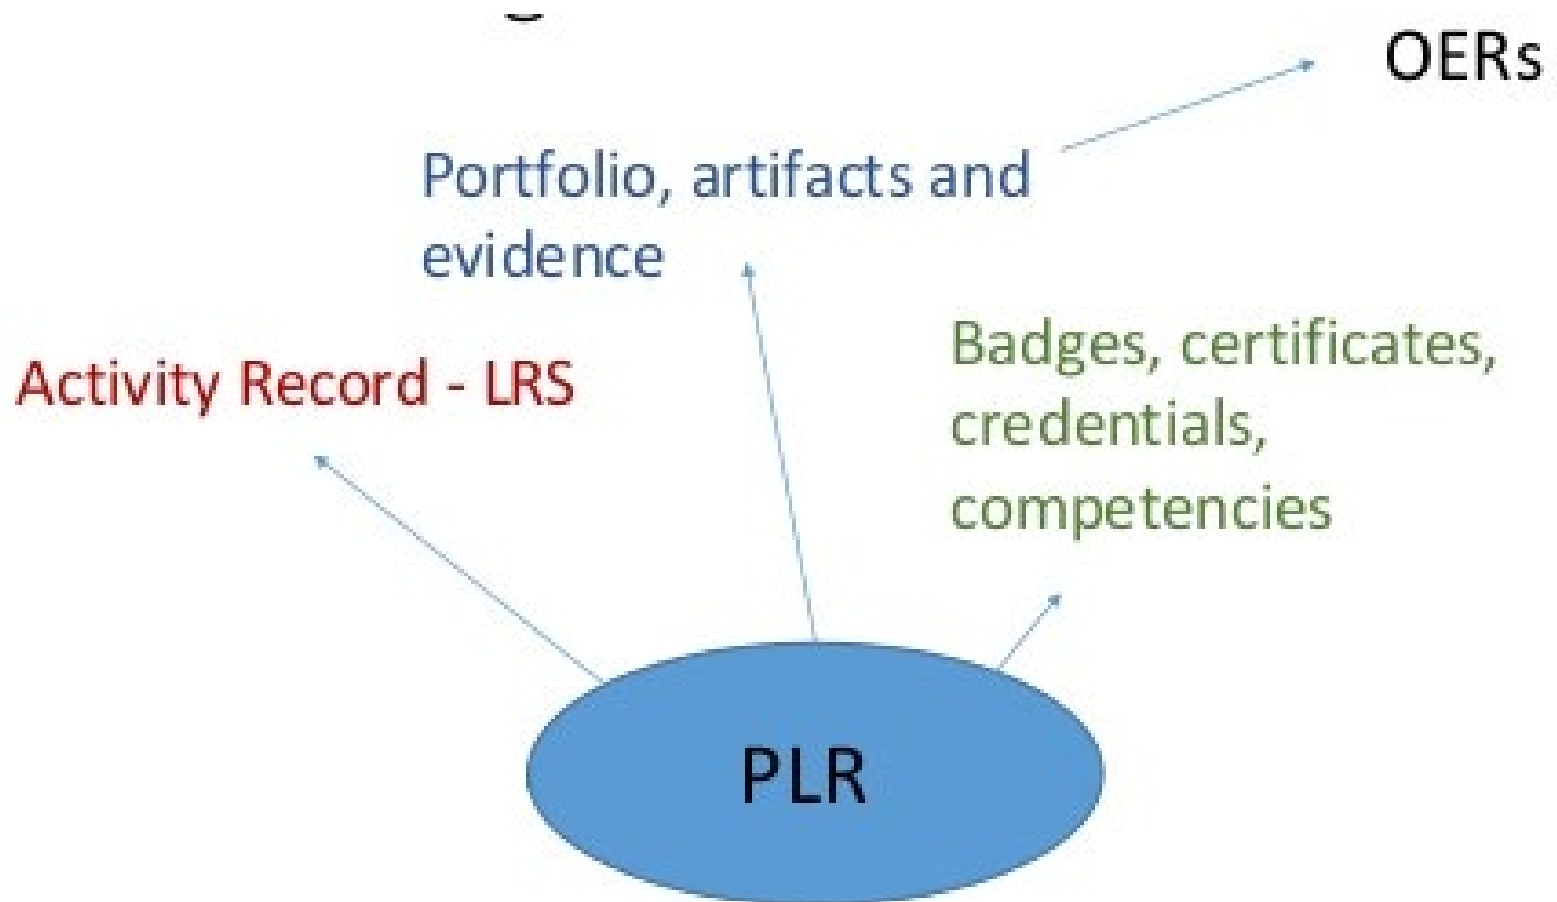 OERs
Portfolio, artifacts and
evidence
Badges, certificates,
credentials,
competencies
Activity Record - LRS
PLR